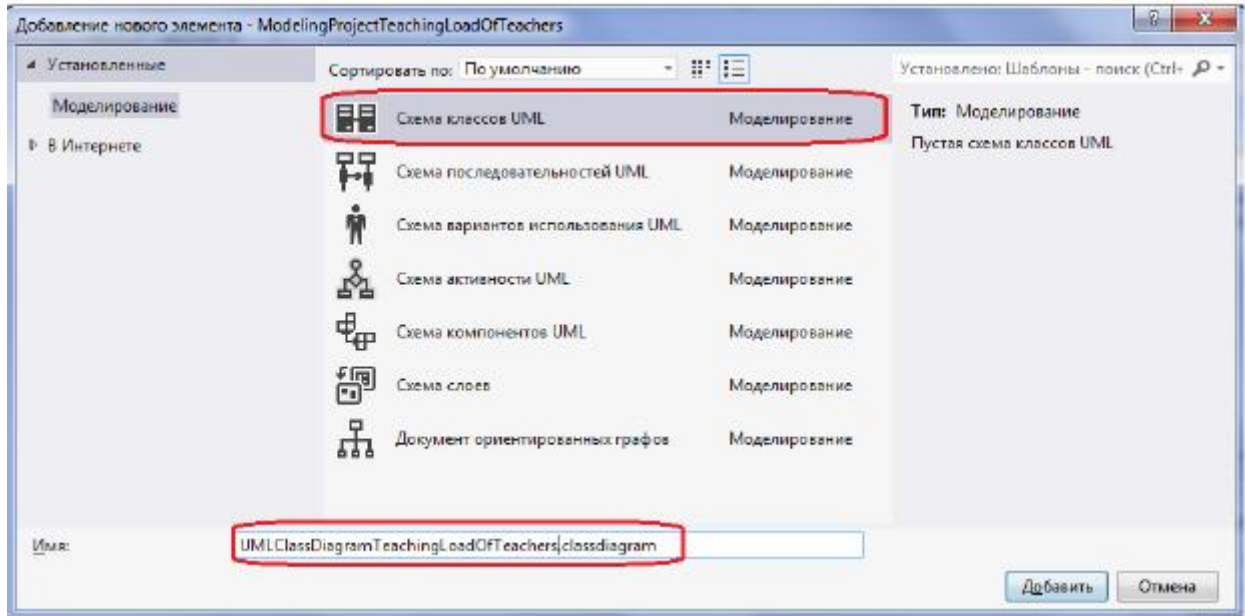 Добавление нового элемента - ModelingProjectTeachingLoadOfTeachers
Установленные
Моделирование
В Интернете
Сортировать по: По умолчанию
Установлено: Шаблоны - поиск (Ctrl+
Схема классов UML Моделирование
Схема последовательностей UML Моделирование
Схема вариантов использования UML Моделирование
Схема активности UML Моделирование
Схема компонентов UML Моделирование
Схема слоев Моделирование
Документ ориентированных графов Моделирование
Тип: Моделирование
Пустая схема классов UML
Имя: UMLClassDiagramTeachingLoadOfTeachers.classdiagram
Добавить Отмена